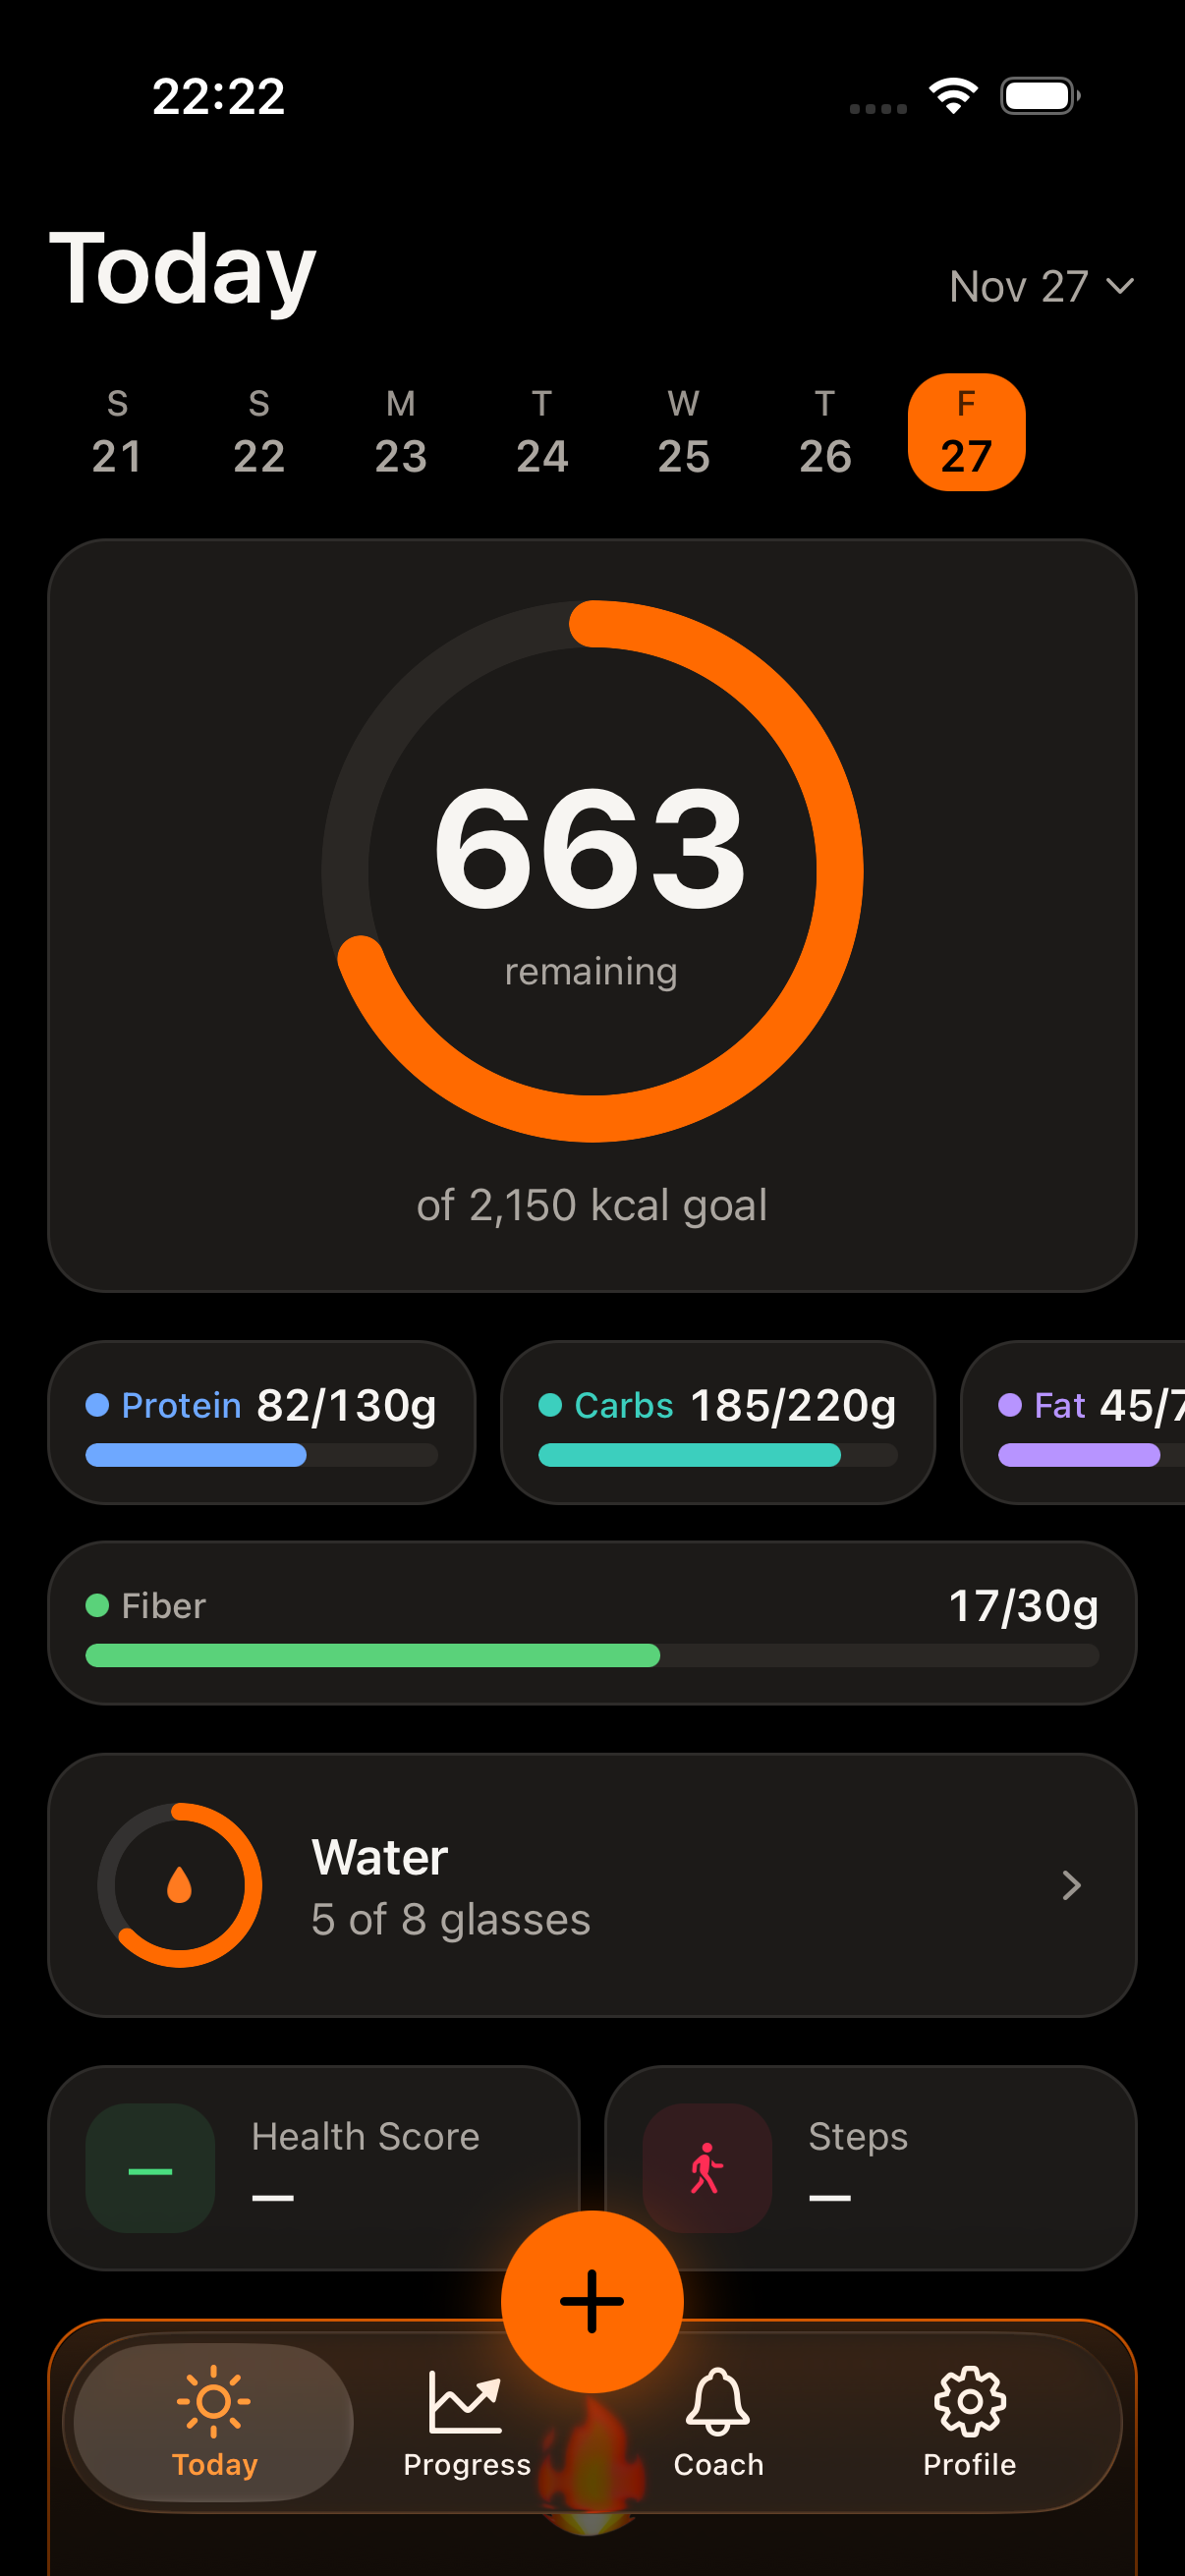 22:22
Today
Nov 27
S S M T W T F
21 22 23 24 25 26 27
663
remaining
of 2,150 kcal goal
Protein 82/130g
Carbs 185/220g
Fat 45/7
Fiber 17/30g
Water
5 of 8 glasses
Health Score
—
Steps
—
Today Progress Coach Profile